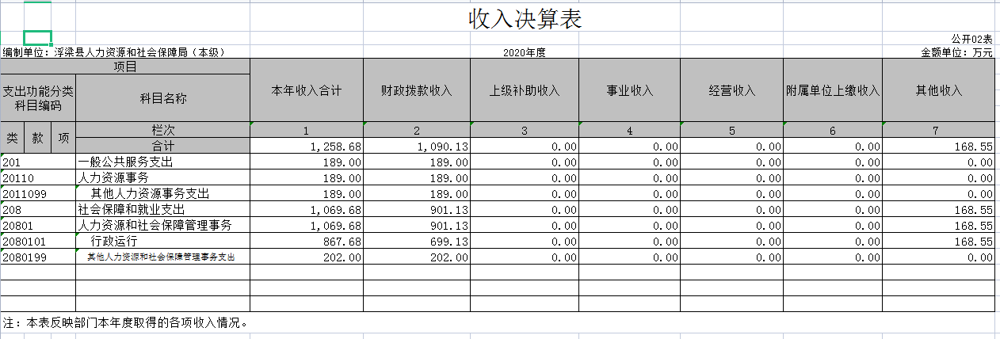 收入决算表
公开02表
编制单位：浮梁县人力资源和社会保障局（本级） 2020年度 金额单位：万元
项目 本年收入合计 财政拨款收入 上级补助收入 事业收入 经营收入 附属单位上缴收入 其他收入
支出功能分类科目编码 科目名称
类 款 项 栏次 1 2 3 4 5 6 7
合计 1,258.68 1,090.13 0.00 0.00 0.00 0.00 168.55
201 一般公共服务支出 189.00 189.00 0.00 0.00 0.00 0.00 0.00
20110 人力资源事务 189.00 189.00 0.00 0.00 0.00 0.00 0.00
2011099 其他人力资源事务支出 189.00 189.00 0.00 0.00 0.00 0.00 0.00
208 社会保障和就业支出 1,069.68 901.13 0.00 0.00 0.00 0.00 168.55
20801 人力资源和社会保障管理事务 1,069.68 901.13 0.00 0.00 0.00 0.00 168.55
2080101 行政运行 867.68 699.13 0.00 0.00 0.00 0.00 168.55
2080199 其他人力资源和社会保障管理事务支出 202.00 202.00 0.00 0.00 0.00 0.00 0.00
注：本表反映部门本年度取得的各项收入情况。